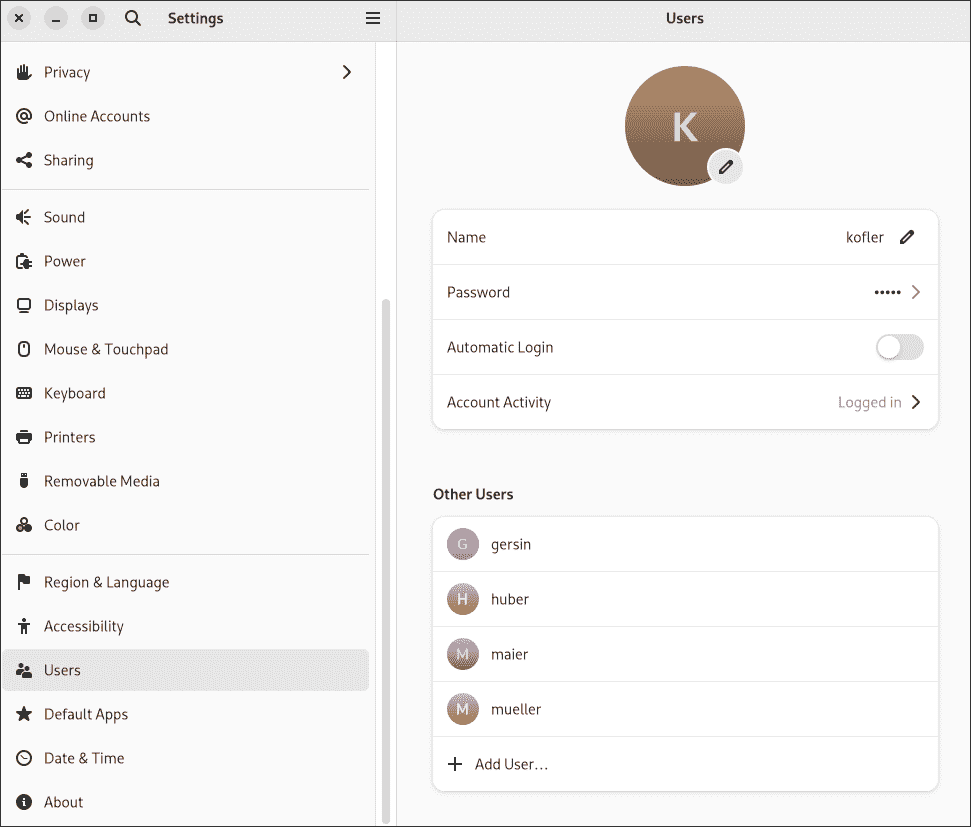 Settings
Privacy
Online Accounts
Sharing
Sound
Power
Displays
Mouse & Touchpad
Keyboard
Printers
Removable Media
Color
Region & Language
Accessibility
Users
Default Apps
Date & Time
About
Users
K
Name kofler
Password •••••
Automatic Login
Account Activity Logged in
Other Users
G gersin
H huber
M maier
M mueller
+ Add User…